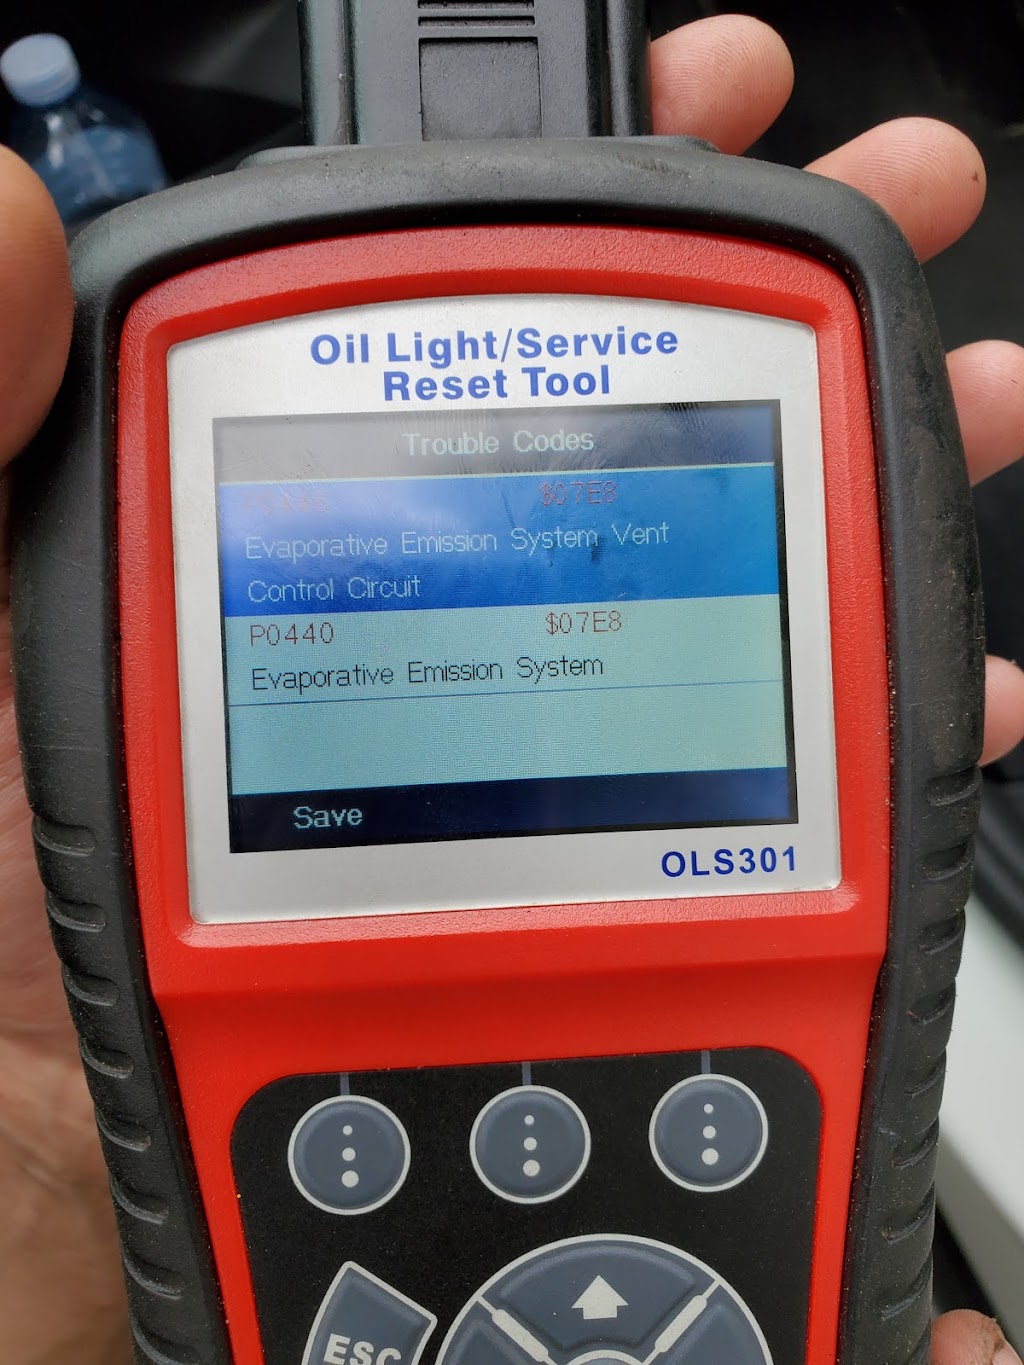 Oil Light/Service
Reset Tool
Trouble Codes
$07E8
Evaporative Emission System Vent
Control Circuit
P0440 $07E8
Evaporative Emission System
Save
OLS301
ESC